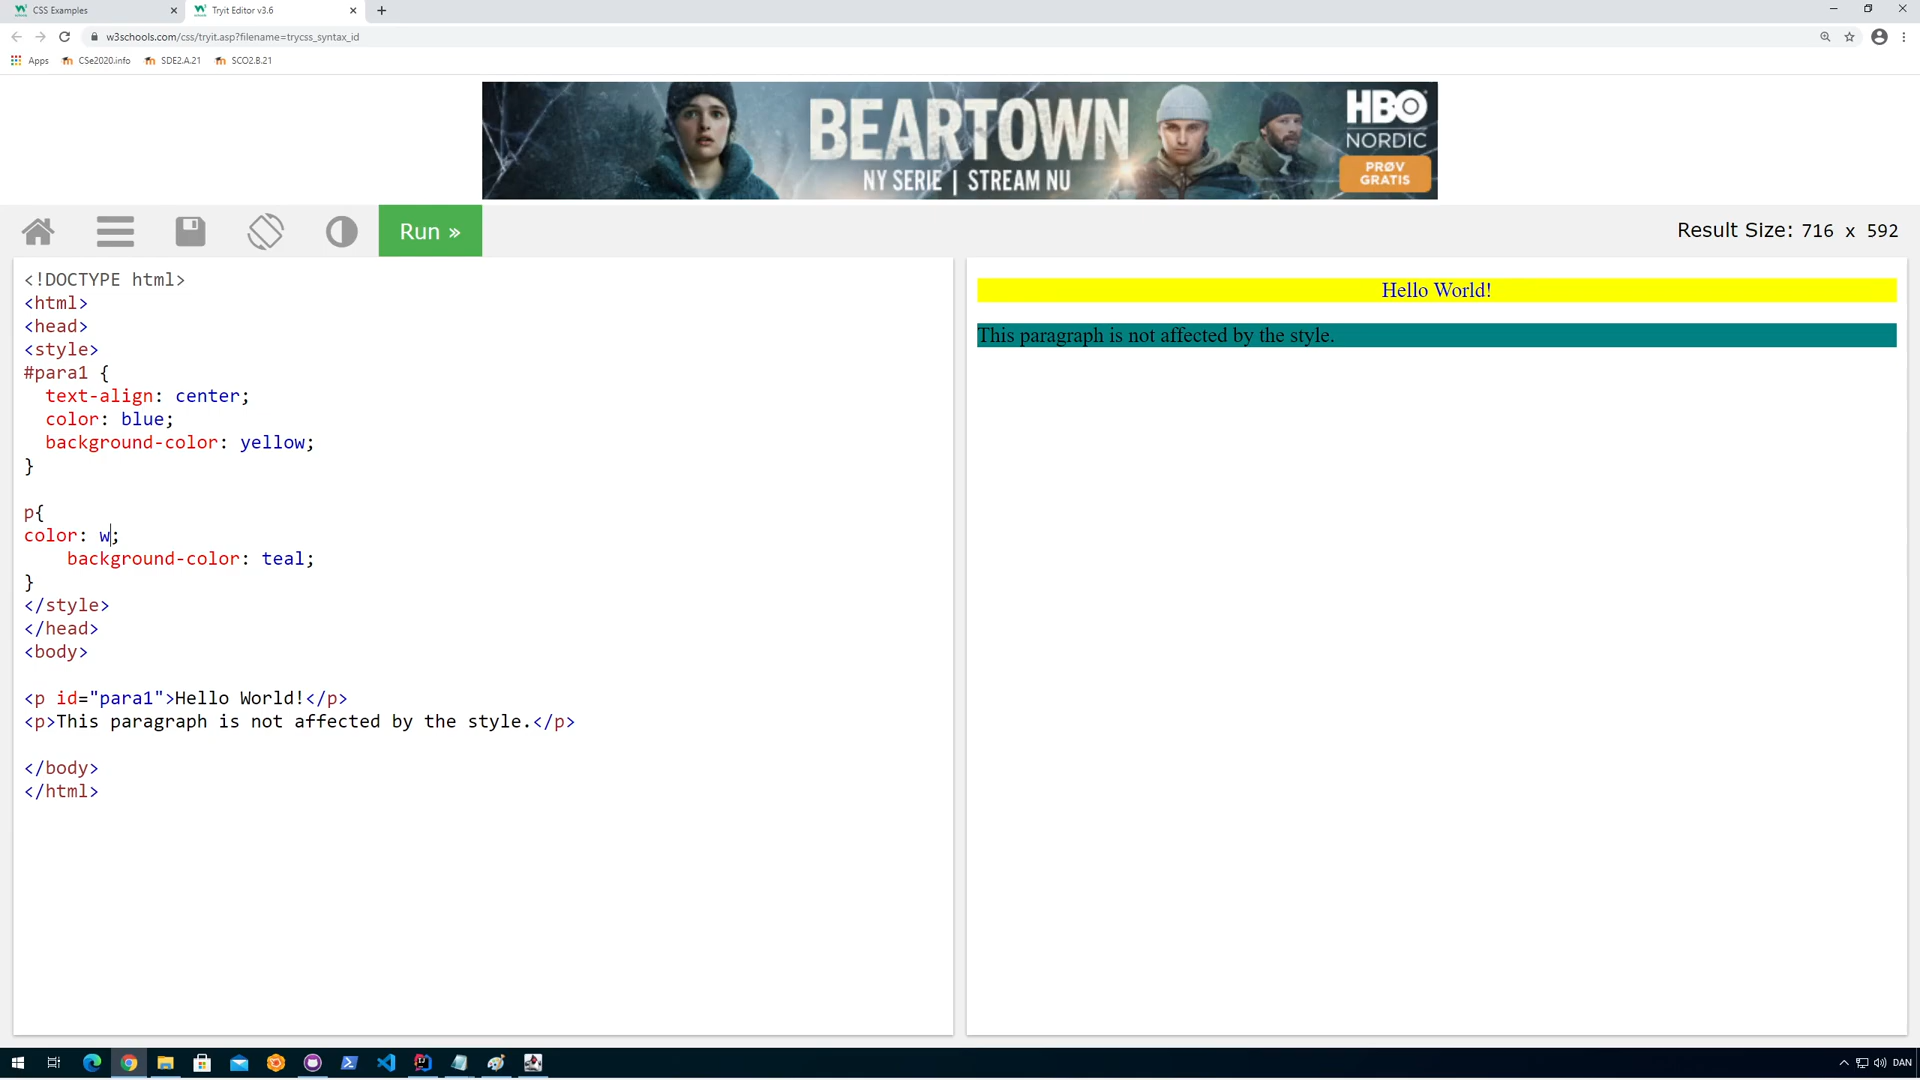 CSS Examples
Tryit Editor v3.6
w3schools.com/css/tryit.asp?filename=trycss_syntax_id
Apps
CSe2020.info
SDE2.A.21
SCO2.B.21
BEARTOWN
NY SERIE | STREAM NU
HBO
NORDIC
PRØV
GRATIS
Run »
Result Size: 716 x 592
<!DOCTYPE html>
<html>
<head>
<style>
#para1 {
  text-align: center;
  color: blue;
  background-color: yellow;
}
p{
color: w;
    background-color: teal;
}
</style>
</head>
<body>
<p id="para1">Hello World!</p>
<p>This paragraph is not affected by the style.</p>
</body>
</html>
Hello World!
This paragraph is not affected by the style.
DAN